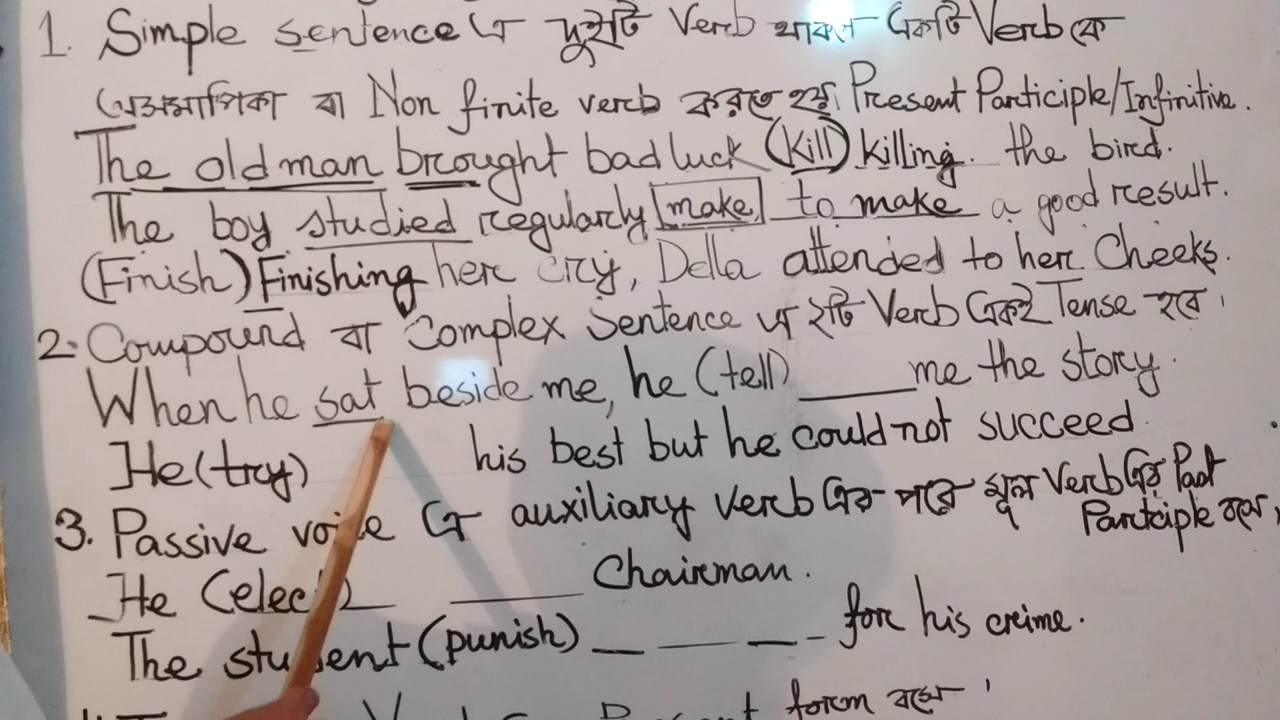 1. Simple sentence এ দুইটি Verb থাকলে একটি Verb কে
অসমাপিকা বা Non finite verb করতে হয়। Present Participle/Infinitive.
The old man brought bad luck (kill) killing. the bird.
The boy studied regularly [make] to make a good result.
(Finish) Finishing her cry, Della attended to her Cheeks.
2. Compound বা Complex Sentence এ ২টি Verb একই Tense হবে।
When he sat beside me, he (tell) ____ me the story.
He (try) his best but he could not succeed.
3. Passive voice এ auxiliary verb এর পরে মূল Verb এর Past
Participle বসে।
He (elect) __ ____ Chairman.
The student (punish) _ __ _ - for his crime.
form বসে।